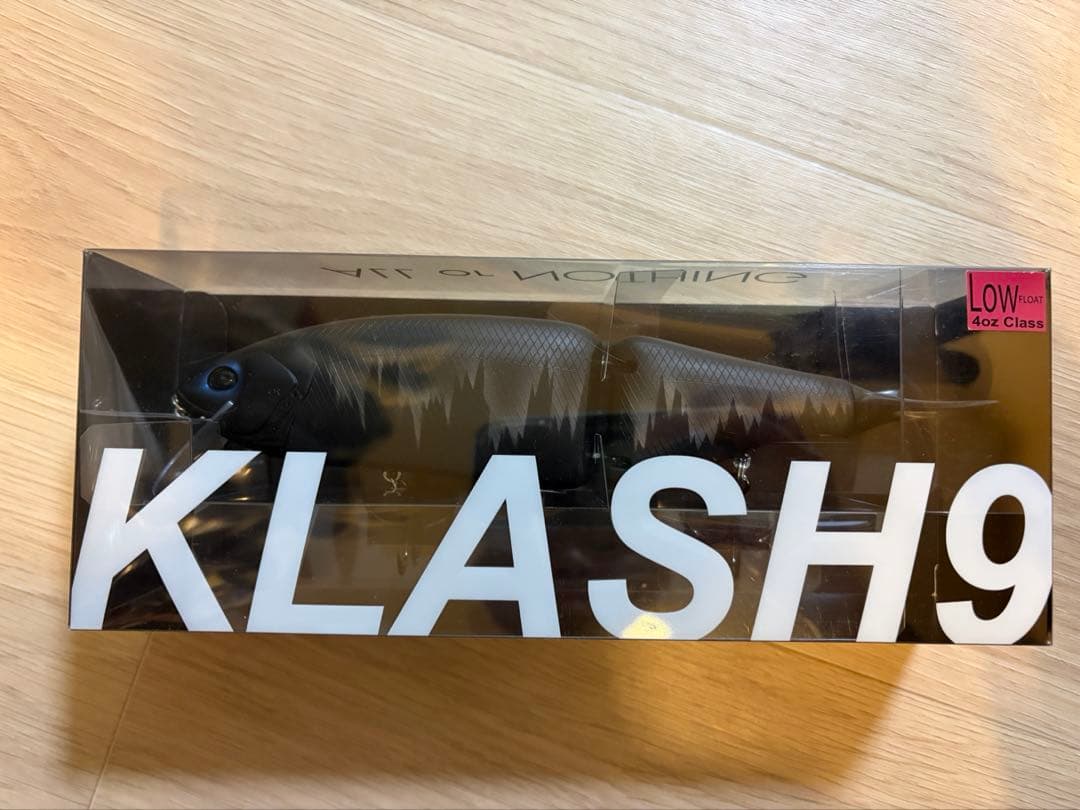 ALL or NOTHING
LOW FLOAT
4oz Class
KLASH9